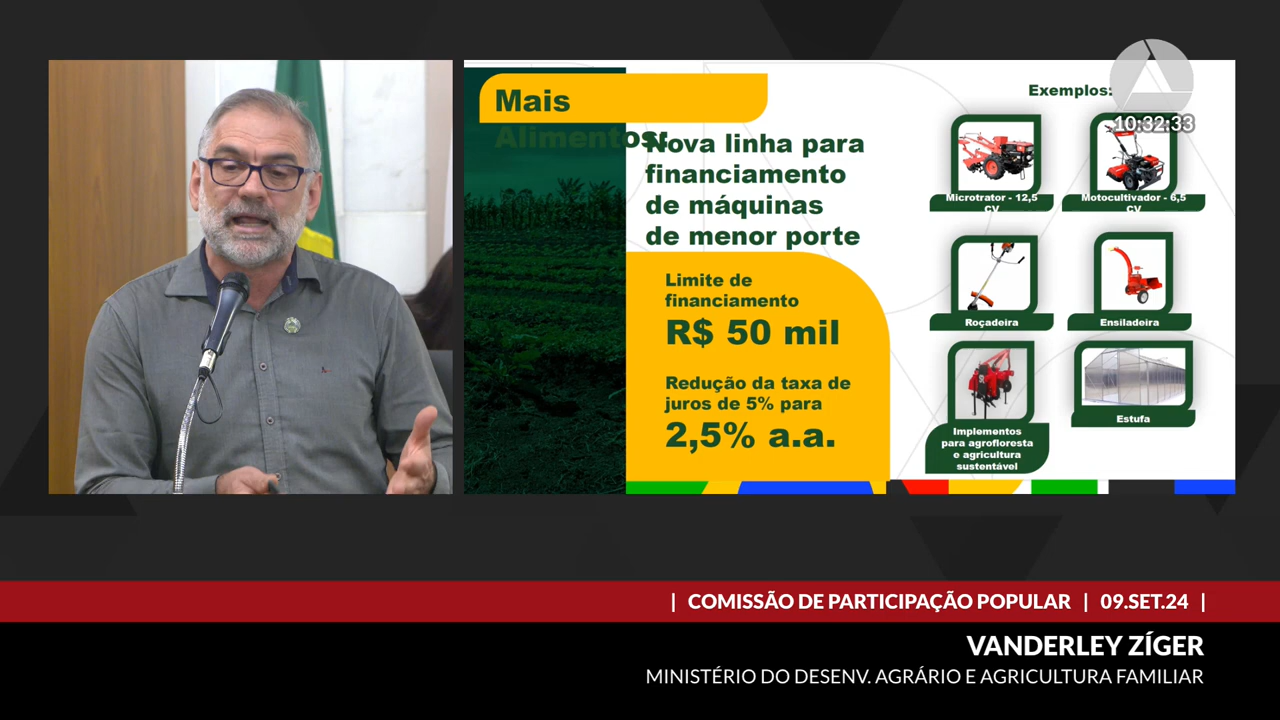 Mais
Alimentos:
Nova linha para
financiamento
de máquinas
de menor porte
Limite de
financiamento
R$ 50 mil
Redução da taxa de
juros de 5% para
2,5% a.a.
Exemplos:
10:32:33
Microtrator - 12,5
CV
Motocultivador - 6,5
CV
Roçadeira
Ensiladeira
Implementos
para agrofloresta
e agricultura
sustentável
Estufa
| COMISSÃO DE PARTICIPAÇÃO POPULAR | 09.SET.24 |
VANDERLEY ZÍGER
MINISTÉRIO DO DESENV. AGRÁRIO E AGRICULTURA FAMILIAR